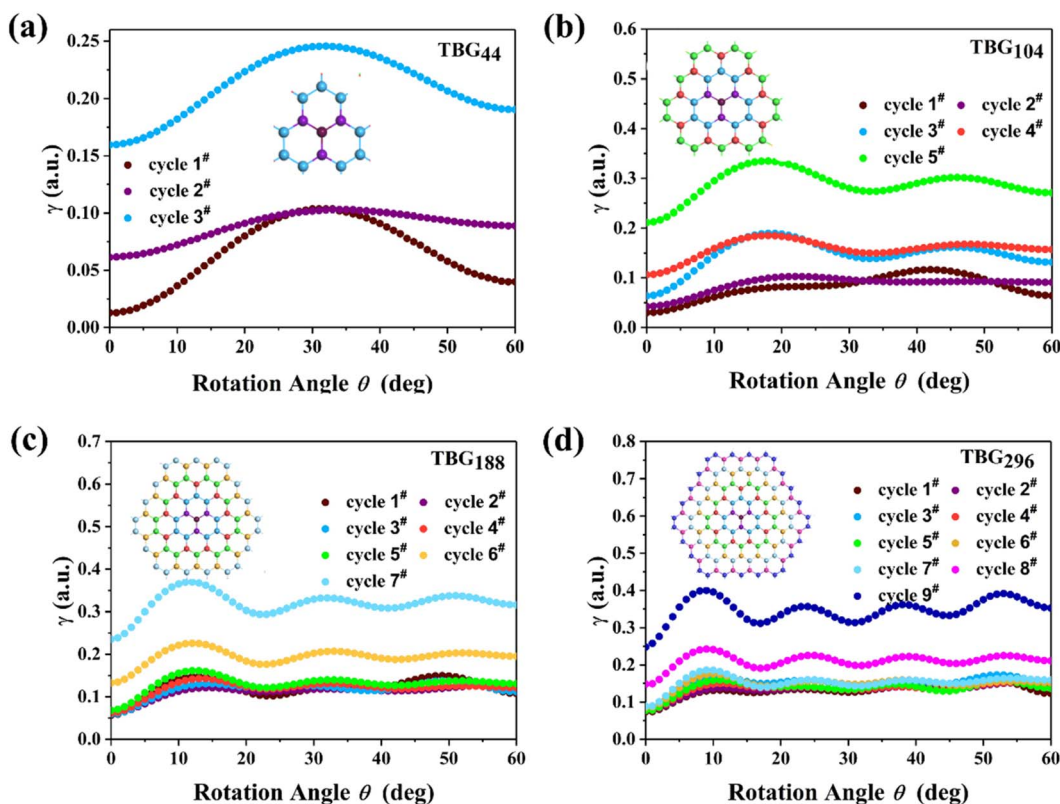 (a)
TBG44
γ (a.u.)
0.25
0.20
0.15
0.10
0.05
0.00
cycle 1#
cycle 2#
cycle 3#
0 10 20 30 40 50 60
Rotation Angle θ (deg)
(b)
TBG104
γ (a.u.)
0.6
0.5
0.4
0.3
0.2
0.1
0.0
cycle 1# cycle 2#
cycle 3# cycle 4#
cycle 5#
0 10 20 30 40 50 60
Rotation Angle θ (deg)
(c)
TBG188
γ (a.u.)
0.7
0.6
0.5
0.4
0.3
0.2
0.1
0.0
cycle 1# cycle 2#
cycle 3# cycle 4#
cycle 5# cycle 6#
cycle 7#
0 10 20 30 40 50 60
Rotation Angle θ (deg)
(d)
TBG296
γ (a.u.)
0.8
0.7
0.6
0.5
0.4
0.3
0.2
0.1
0.0
cycle 1# cycle 2#
cycle 3# cycle 4#
cycle 5# cycle 6#
cycle 7# cycle 8#
cycle 9#
0 10 20 30 40 50 60
Rotation Angle θ (deg)